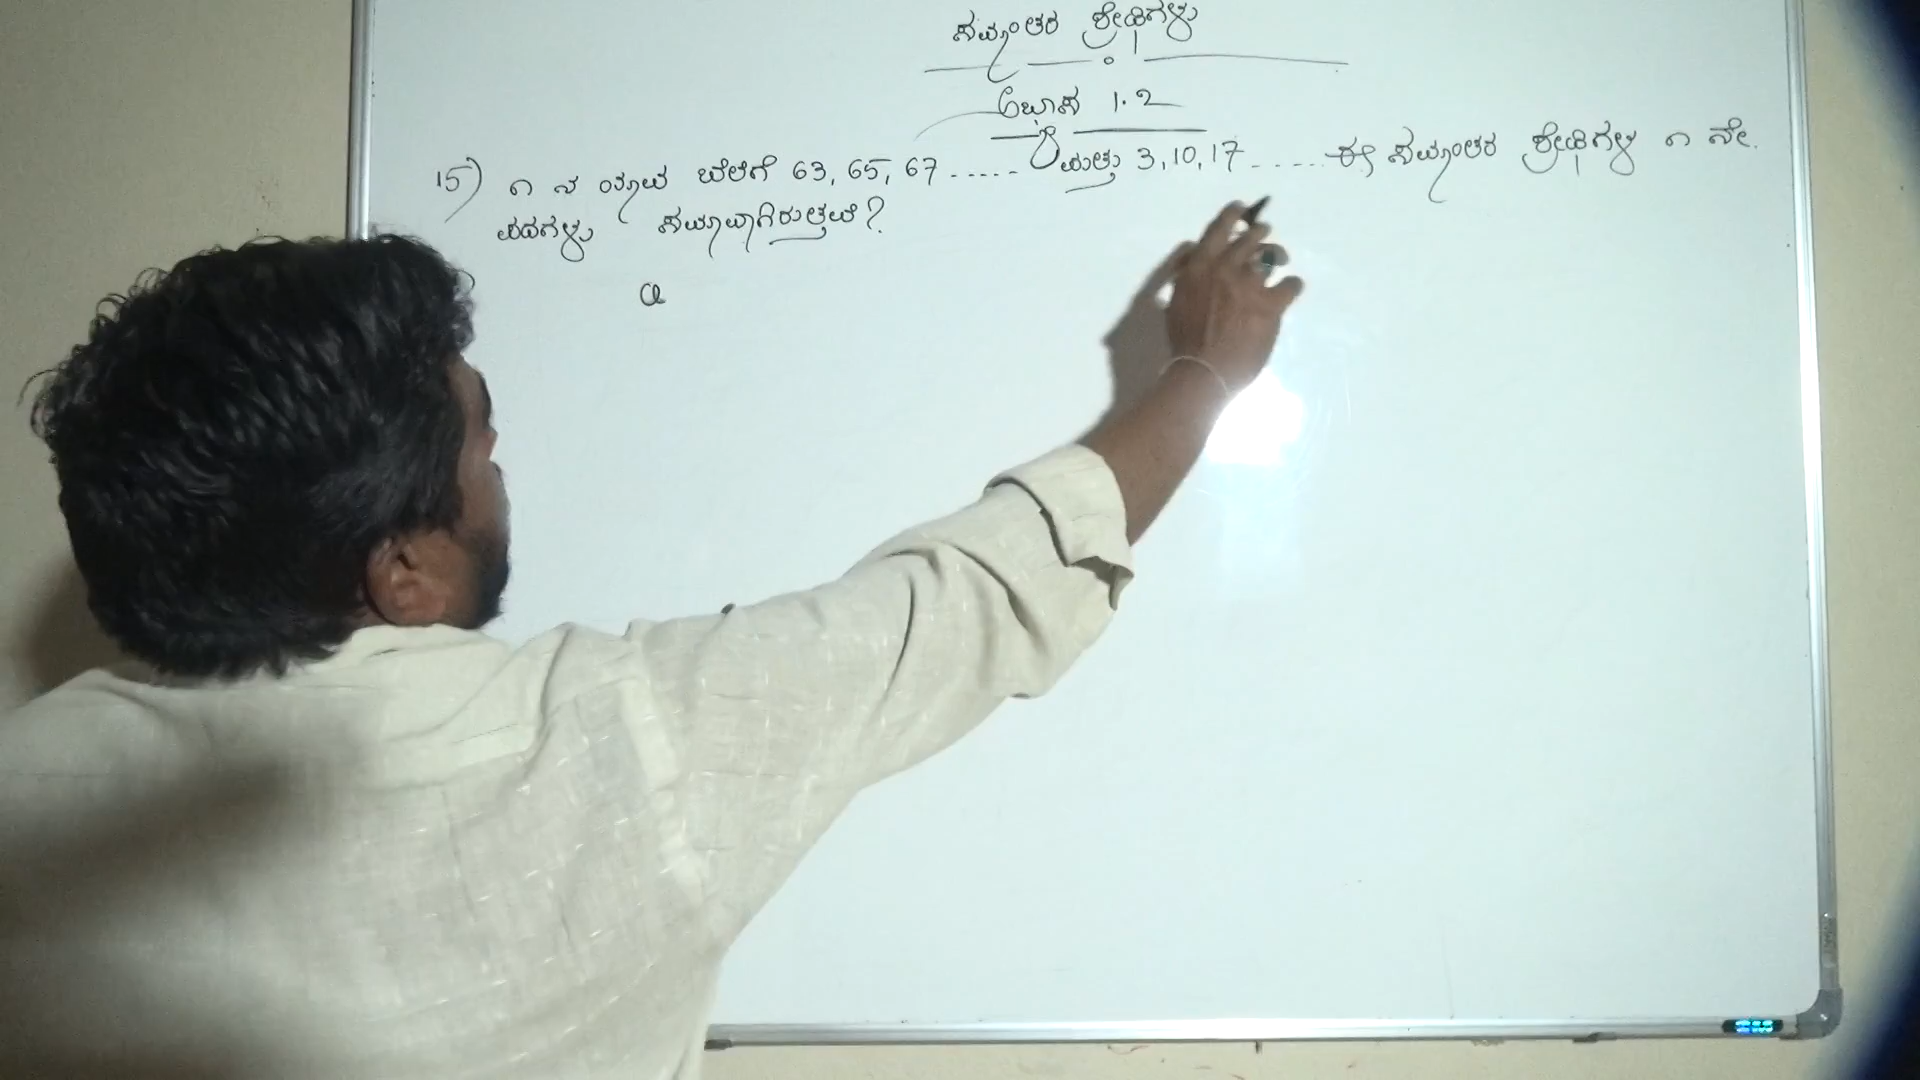 ಸಮಾಂತರ ಶ್ರೇಢಿಗಳು
ಅಭ್ಯಾಸ 1.2
15) n ನ ಯಾವ ಬೆಲೆಗೆ 63, 65, 67 ..... ಮತ್ತು 3, 10, 17 ..... ಈ ಸಮಾಂತರ ಶ್ರೇಢಿಗಳ n ನೇ.
ಪದಗಳು ಸಮವಾಗಿರುತ್ತವೆ?
a